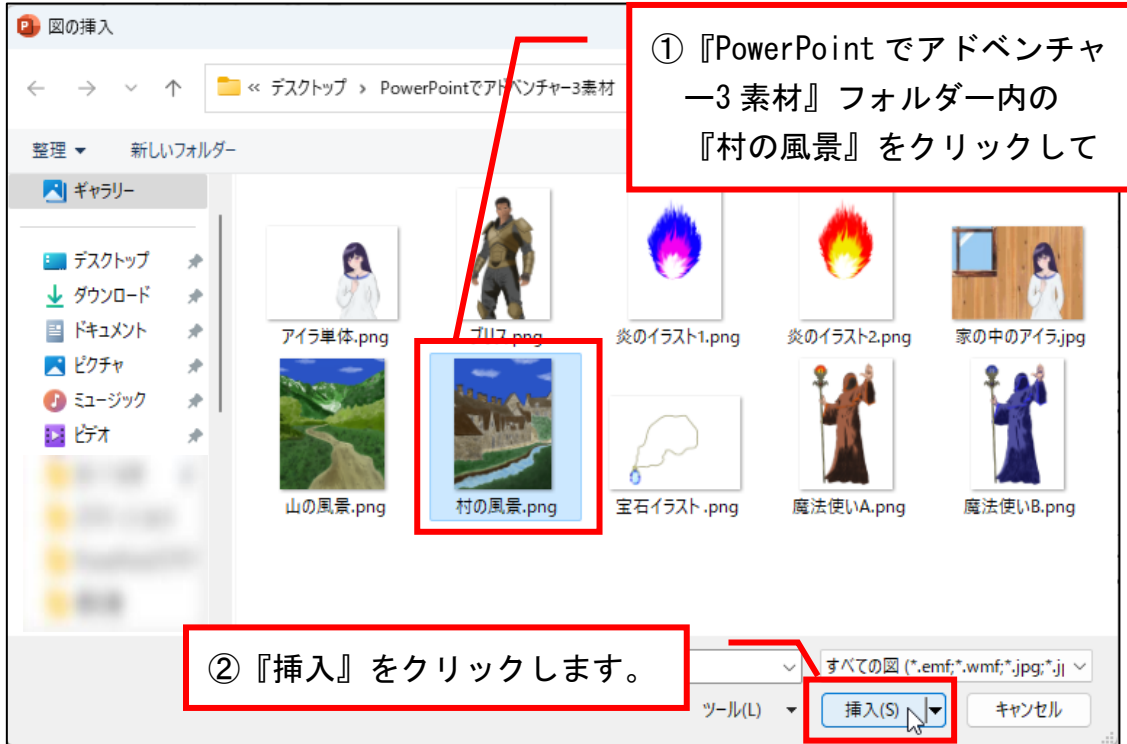 図の挿入
①『PowerPoint でアドベンチャ
ー3 素材』フォルダー内の
『村の風景』をクリックして
« デスクトップ › PowerPointでアドベンチャー3素材
整理 新しいフォルダー
ギャラリー
デスクトップ
ダウンロード
ドキュメント
ピクチャ
ミュージック
ビデオ
アイラ単体.png
ブリス.png
炎のイラスト1.png
炎のイラスト2.png
家の中のアイラ.jpg
山の風景.png
村の風景.png
宝石イラスト.png
魔法使いA.png
魔法使いB.png
②『挿入』をクリックします。
すべての図 (*.emf;*.wmf;*.jpg;*.j
ツール(L)
挿入(S)
キャンセル